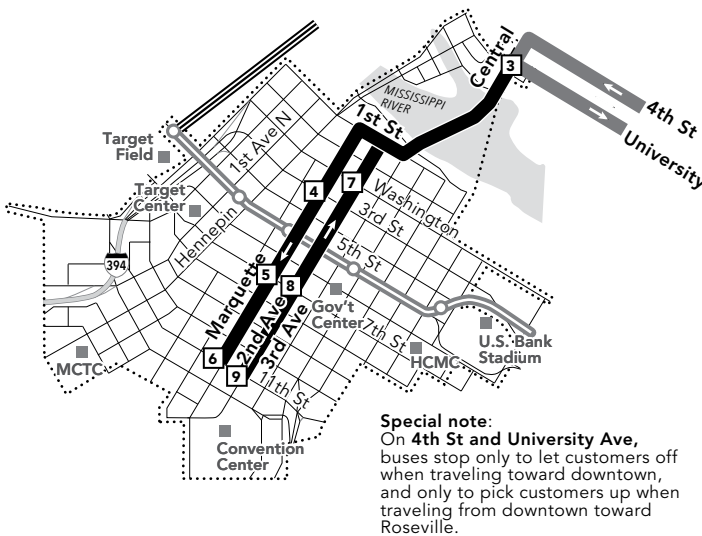 Central
3
4th St
University
MISSISSIPPI
RIVER
1st St
Target
Field
1st Ave N
4
7
Washington
3rd St
Target
Center
Hennepin
5th St
394
5
8
Marquette
2nd Ave
3rd Ave
Gov't
Center
7th St
U.S. Bank
Stadium
HCMC
MCTC
6
9
11th St
Convention
Center
Special note:
On 4th St and University Ave,
buses stop only to let customers off
when traveling toward downtown,
and only to pick customers up when
traveling from downtown toward
Roseville.